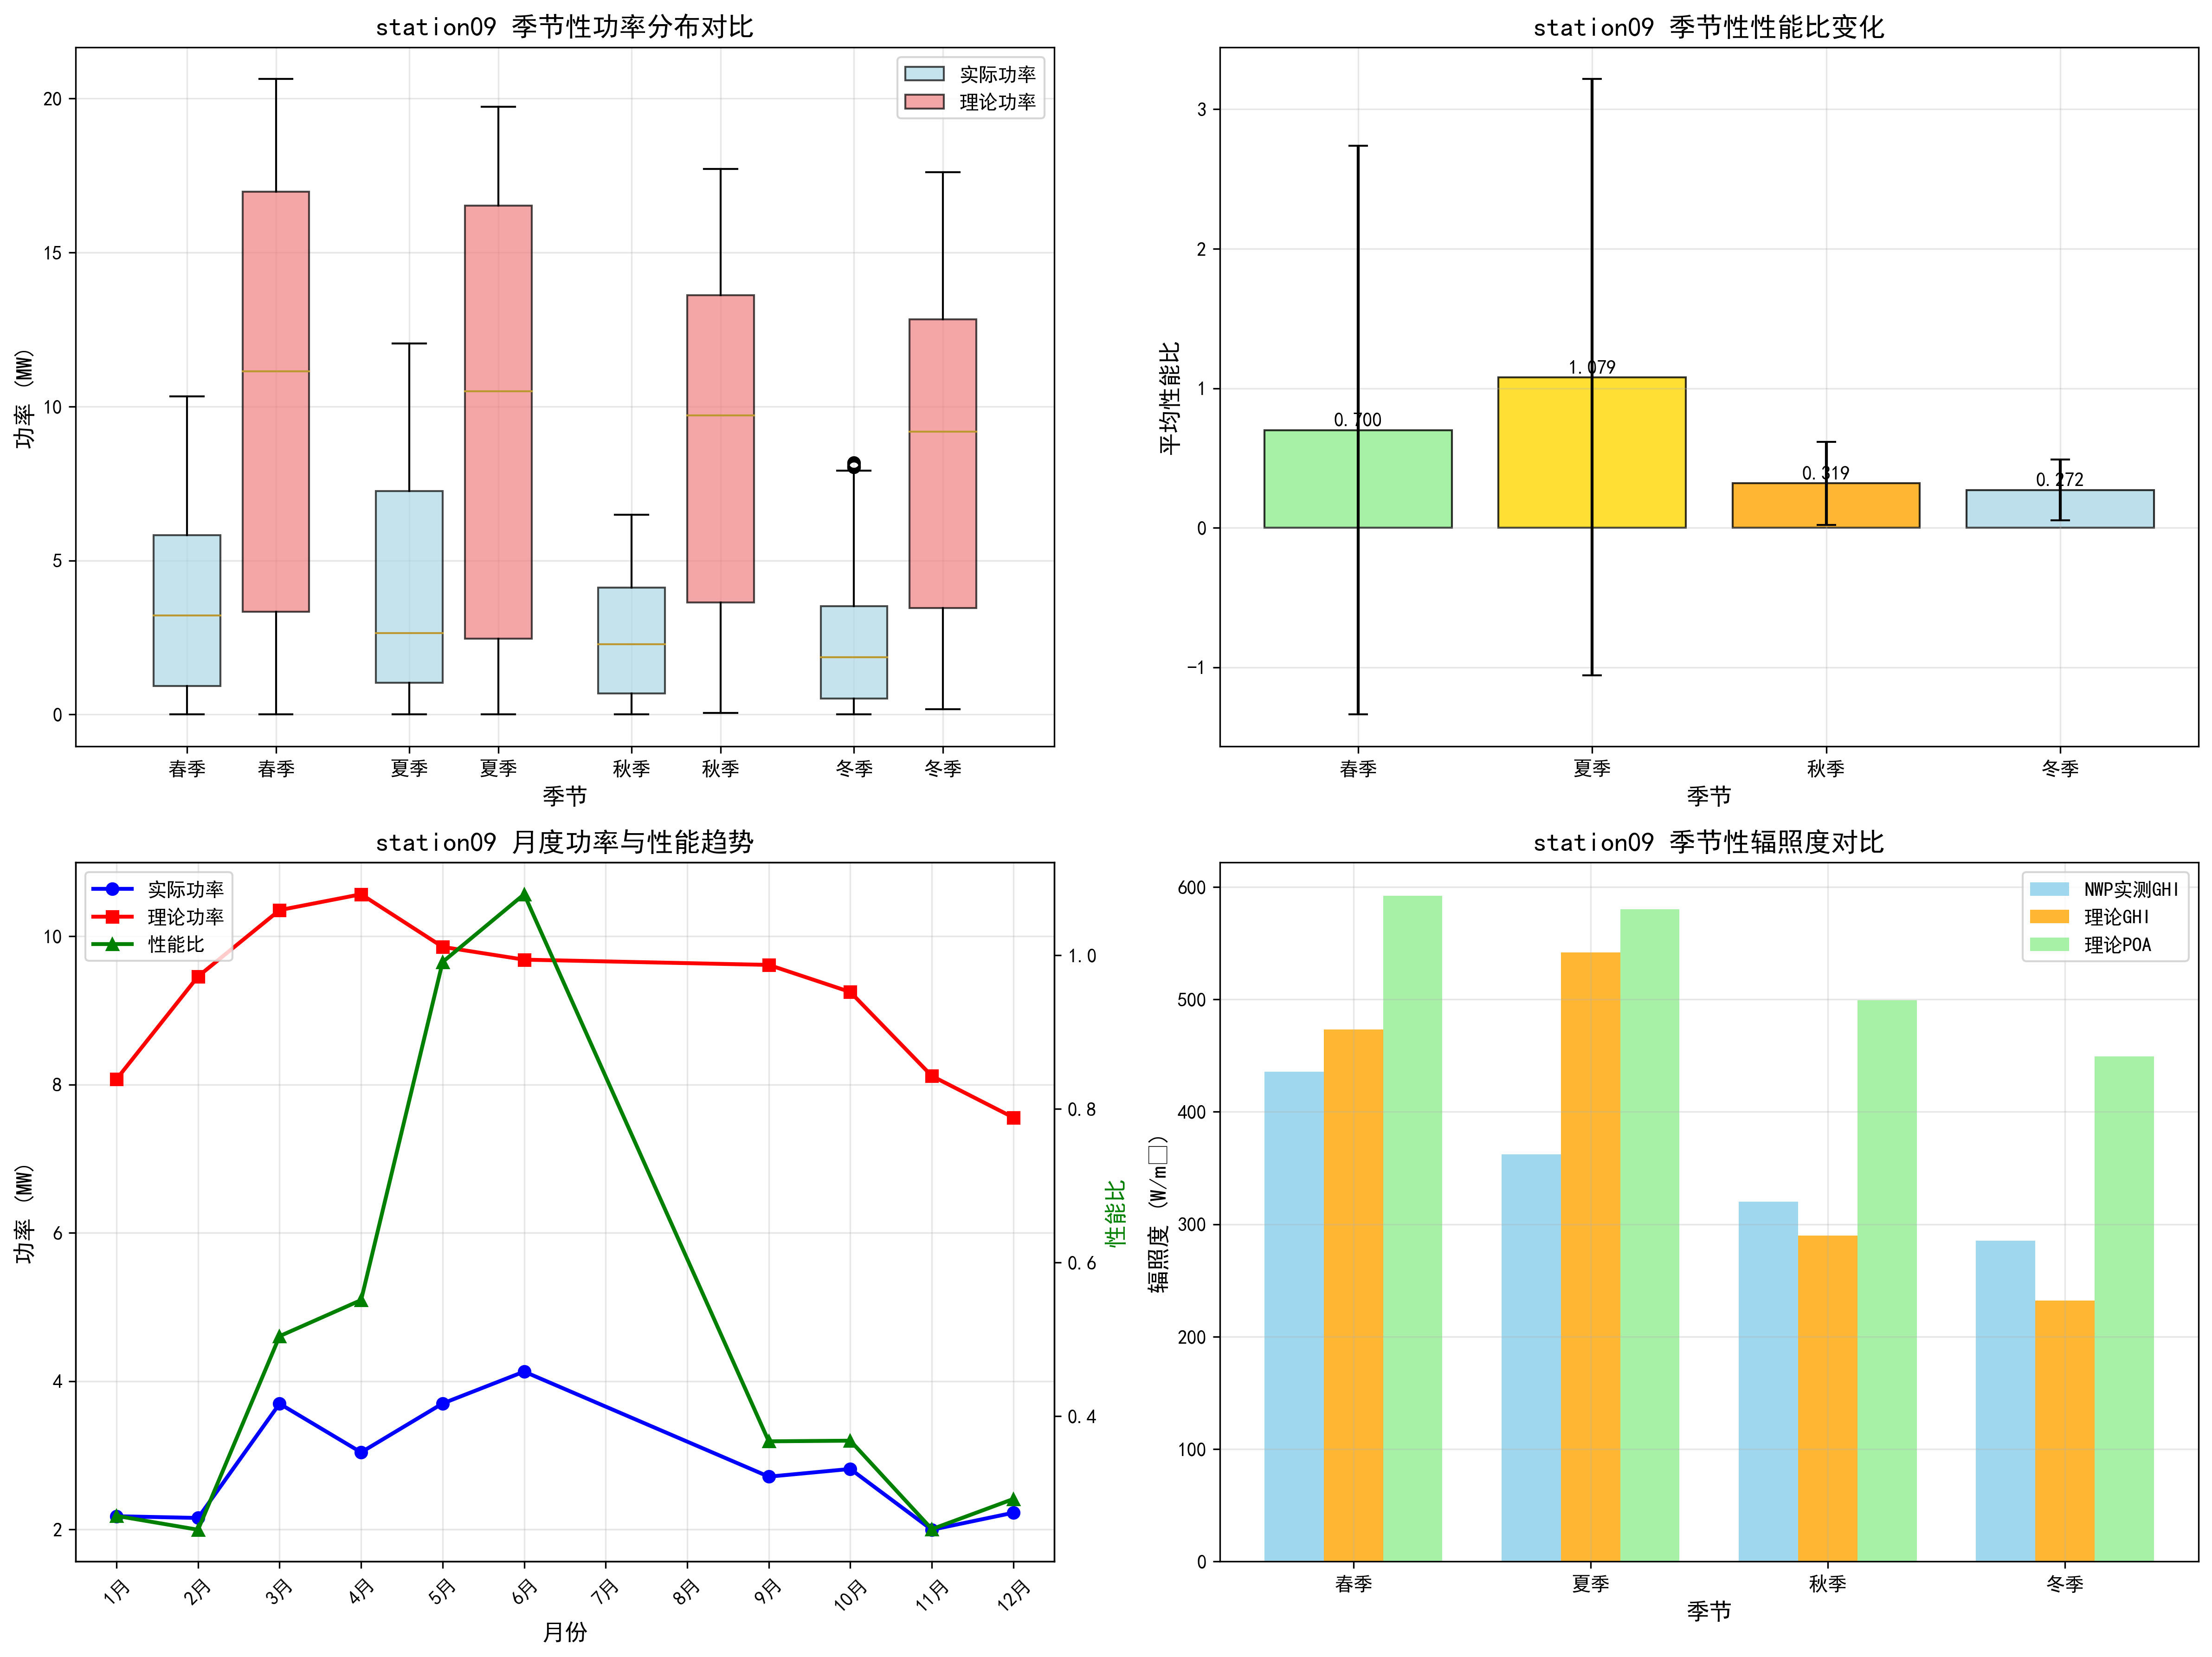 station09 季节性功率分布对比
实际功率
理论功率
20
15
10
5
0
功率 (MW)
春季 春季 夏季 夏季 秋季 秋季 冬季 冬季
季节
station09 季节性性能比变化
3
2
1
0
−1
平均性能比
0.700
1.079
0.319
0.272
春季 夏季 秋季 冬季
季节
station09 月度功率与性能趋势
实际功率
理论功率
性能比
10
8
6
4
2
功率 (MW)
1.0
0.8
0.6
0.4
性能比
1月 2月 3月 4月 5月 6月 7月 8月 9月 10月 11月 12月
月份
station09 季节性辐照度对比
NWP实测GHI
理论GHI
理论POA
600
500
400
300
200
100
0
辐照度 (W/m□)
春季 夏季 秋季 冬季
季节